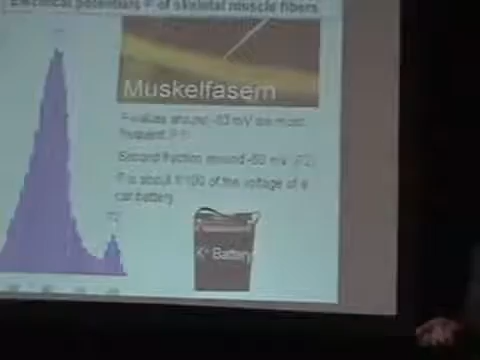 Electrical potentials P of skeletal muscle fibers
Muskelfasern
P-values around -83 mV are most
frequent (P1)
Second fraction around -60 mV (P2)
P is about 1/100 of the voltage of a
car battery
P2
K+ Battery